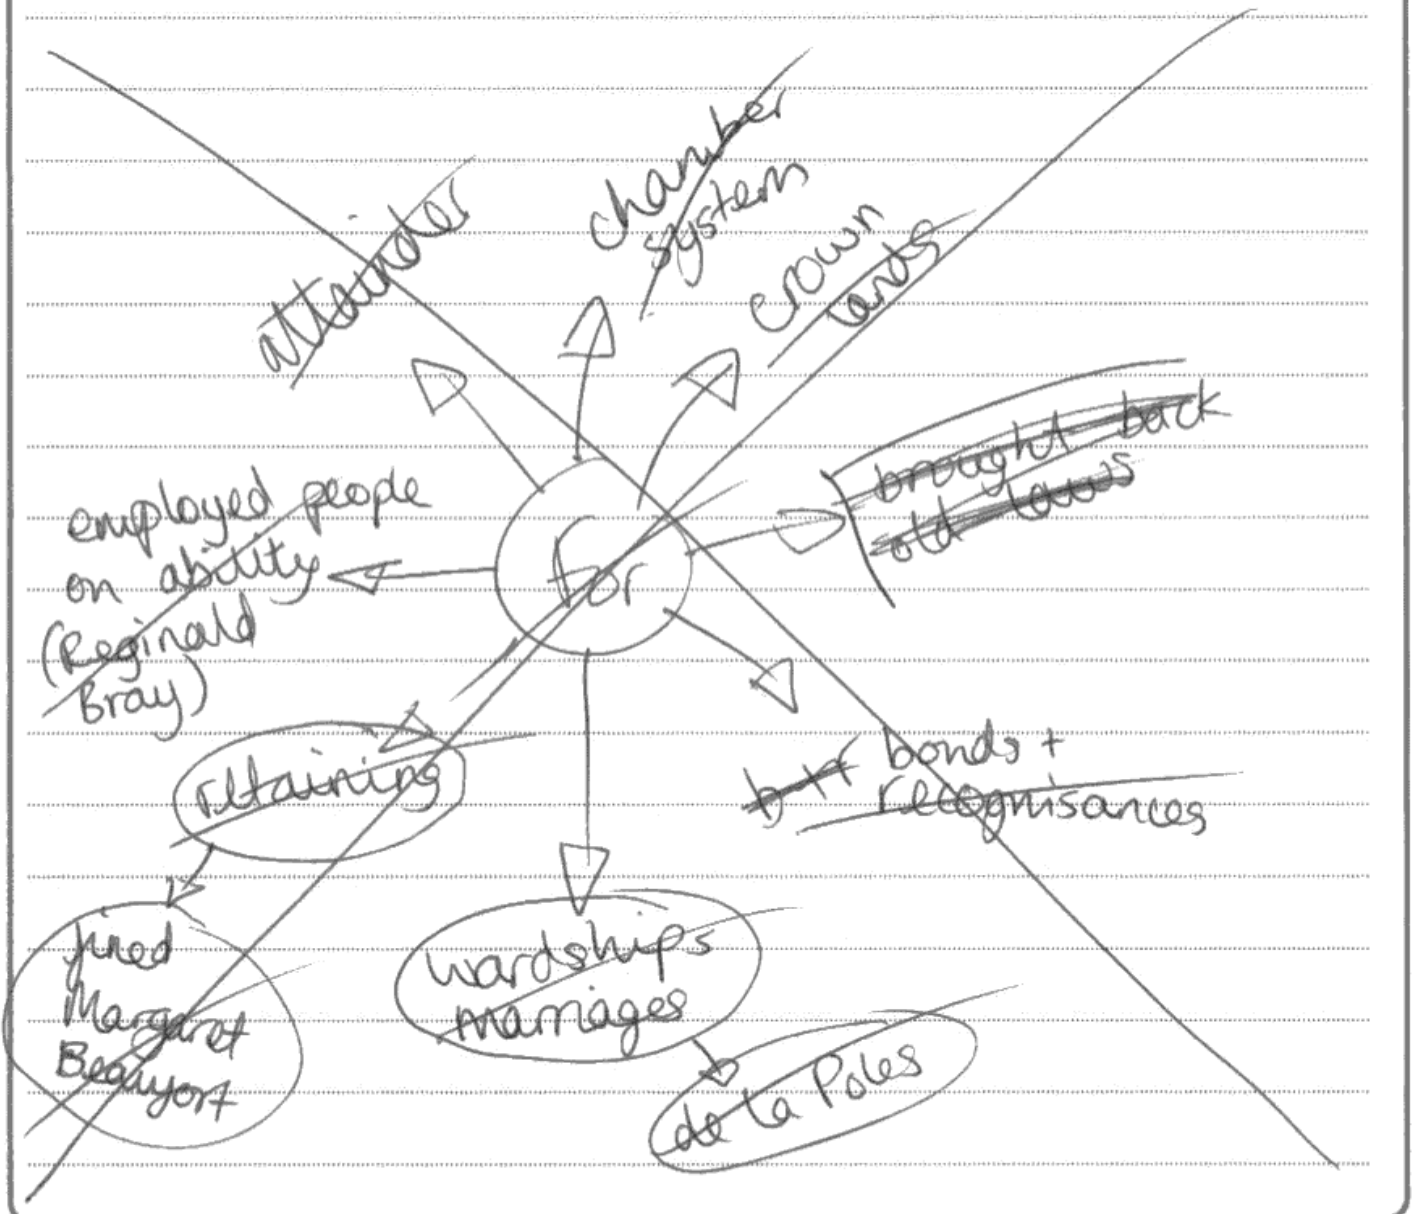 attainder
chamber
system
crown
lands
brought back
old laws
employed people
on ability
(Reginald
Bray)
for
retaining
bonds +
recognisances
fined
Margaret
Beaufort
wardships
marriages
de la Poles